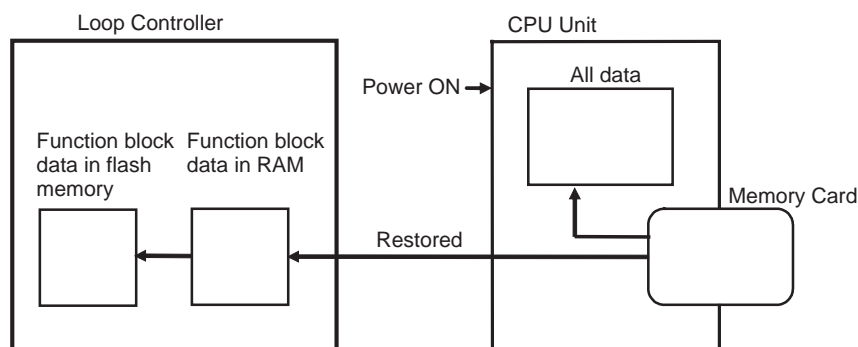 Loop Controller
CPU Unit
Power ON
All data
Function block
data in flash
memory
Function block
data in RAM
Memory Card
Restored